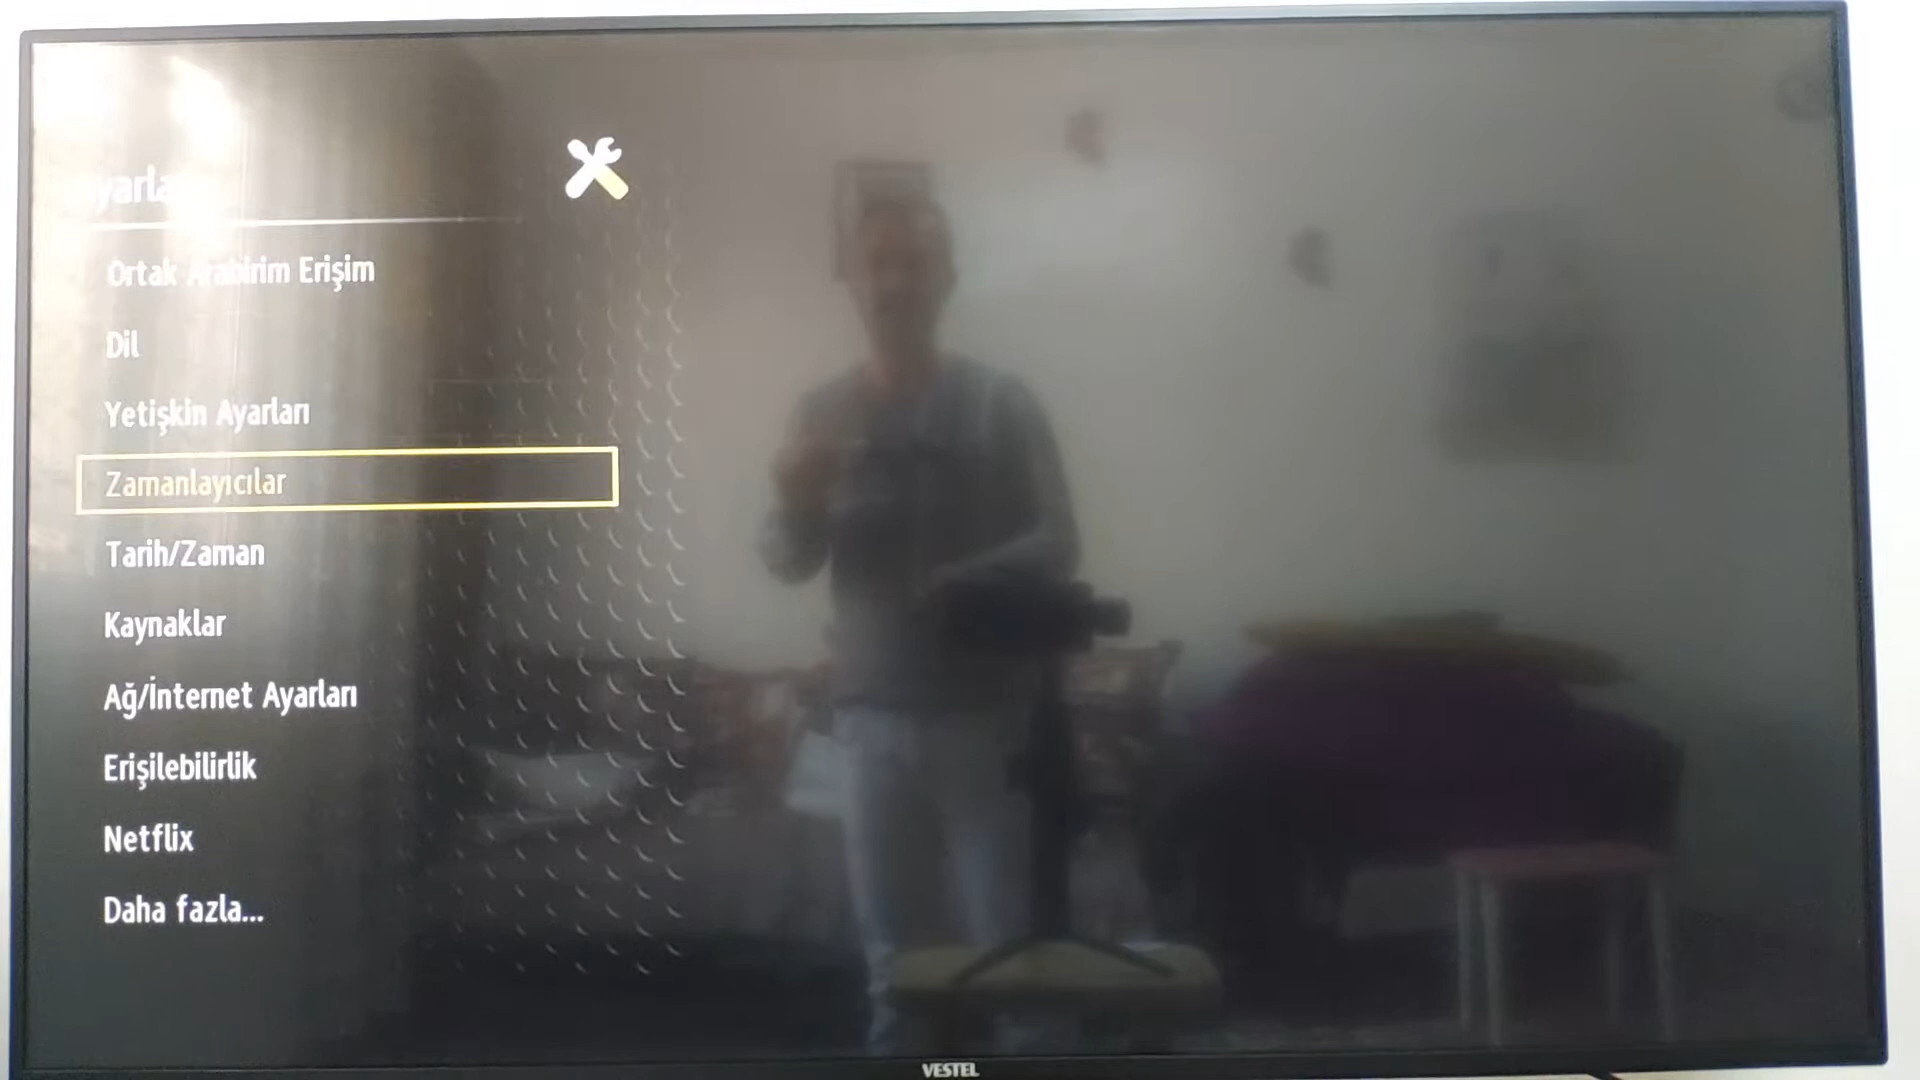 Ortak Arabirim Erişim
Dil
Yetişkin Ayarları
Zamanlayıcılar
Tarih/Zaman
Kaynaklar
Ağ/İnternet Ayarları
Erişilebilirlik
Netflix
Daha fazla...
VESTEL